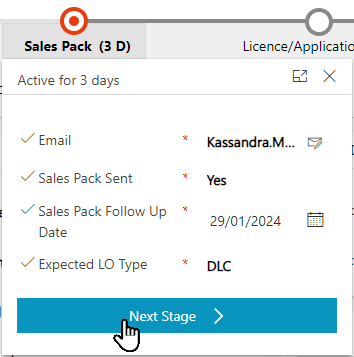 Sales Pack (3 D)
Licence/Applicatio
Active for 3 days
Email * Kassandra.M...
Sales Pack Sent * Yes
Sales Pack Follow Up * 29/01/2024
Date
Expected LO Type * DLC
Next Stage